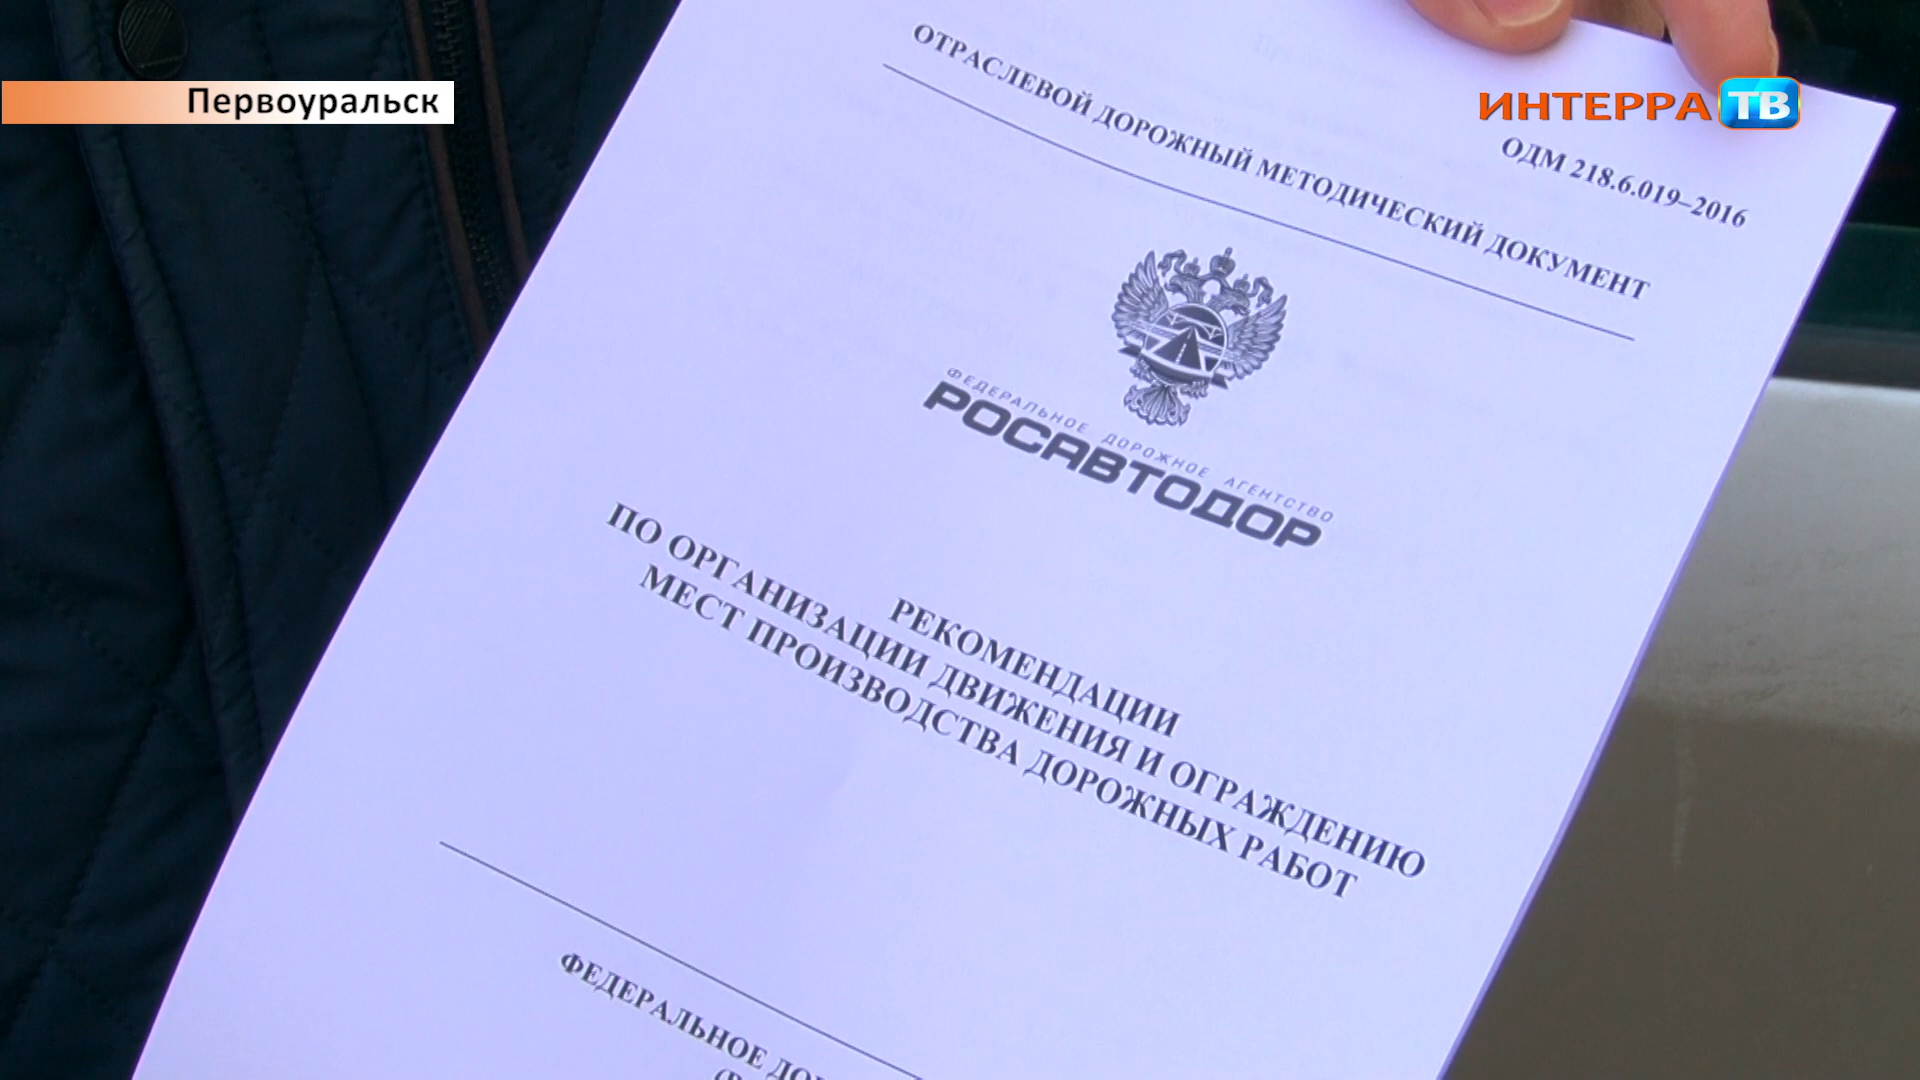 Первоуральск
ИНТЕРРА ТВ
ОДМ 218.6.019–2016
ОТРАСЛЕВОЙ ДОРОЖНЫЙ МЕТОДИЧЕСКИЙ ДОКУМЕНТ
ФЕДЕРАЛЬНОЕ ДОРОЖНОЕ АГЕНТСТВО
РОСАВТОДОР
РЕКОМЕНДАЦИИ
ПО ОРГАНИЗАЦИИ ДВИЖЕНИЯ И ОГРАЖДЕНИЮ
МЕСТ ПРОИЗВОДСТВА ДОРОЖНЫХ РАБОТ
ФЕДЕРАЛЬНОЕ